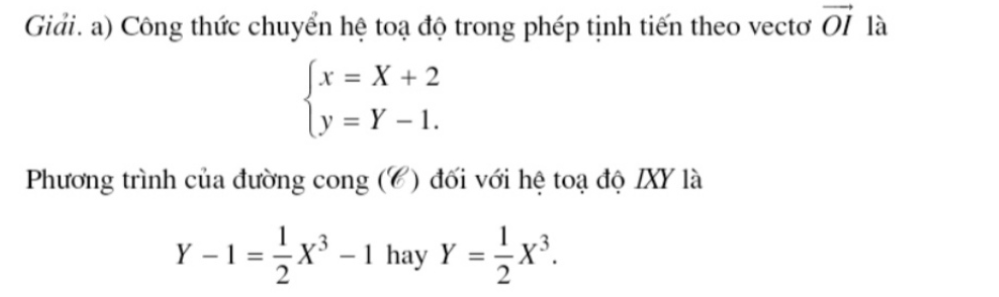 Giải. a) Công thức chuyển hệ toạ độ trong phép tịnh tiến theo vectơ $\overrightarrow{OI}$ là
$\begin{cases} x = X + 2 \\ y = Y - 1. \end{cases}$
Phương trình của đường cong ($\mathscr{C}$) đối với hệ toạ độ IXY là
$Y - 1 = \frac{1}{2}X^3 - 1$ hay $Y = \frac{1}{2}X^3.$